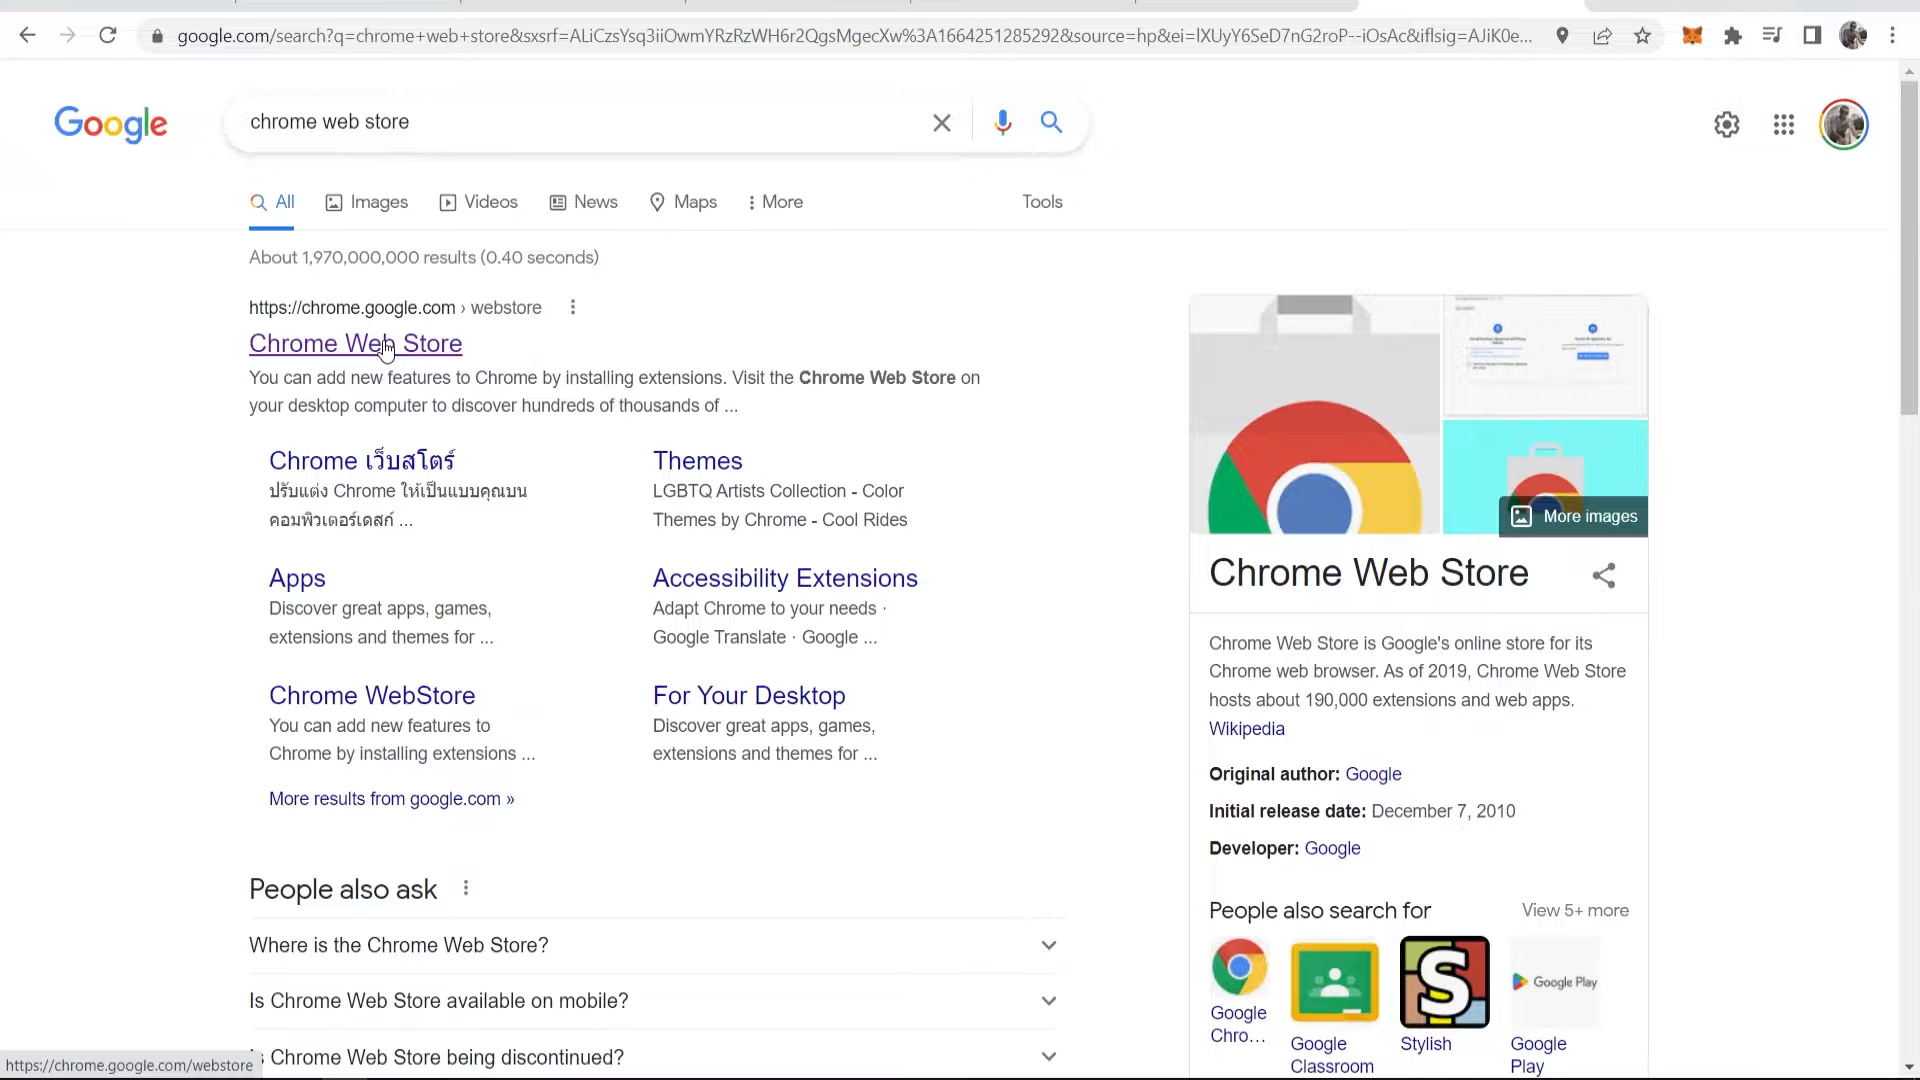 google.com/search?q=chrome+web+store&sxsrf=ALiCzsYsq3iiOwmYRzRzWH6r2QgsMgecXw%3A1664251285292&source=hp&ei=lXUyY6SeD7nG2roP--iOsAc&iflsig=AJiK0e...
Google
chrome web store
All
Images
Videos
News
Maps
More
Tools
About 1,970,000,000 results (0.40 seconds)
https://chrome.google.com › webstore
Chrome Web Store
You can add new features to Chrome by installing extensions. Visit the Chrome Web Store on
your desktop computer to discover hundreds of thousands of ...
Chrome เว็บสโตร์
ปรับแต่ง Chrome ให้เป็นแบบคุณบน
คอมพิวเตอร์เดสก์ ...
Themes
LGBTQ Artists Collection - Color
Themes by Chrome - Cool Rides
Apps
Discover great apps, games,
extensions and themes for ...
Accessibility Extensions
Adapt Chrome to your needs ·
Google Translate · Google ...
Chrome WebStore
You can add new features to
Chrome by installing extensions ...
For Your Desktop
Discover great apps, games,
extensions and themes for ...
More results from google.com »
People also ask
Where is the Chrome Web Store?
Is Chrome Web Store available on mobile?
Is Chrome Web Store being discontinued?
https://chrome.google.com/webstore
More images
Chrome Web Store
Chrome Web Store is Google's online store for its
Chrome web browser. As of 2019, Chrome Web Store
hosts about 190,000 extensions and web apps.
Wikipedia
Original author: Google
Initial release date: December 7, 2010
Developer: Google
People also search for
View 5+ more
S
Google Play
Google
Chro...
Google
Classroom
Stylish
Google
Play